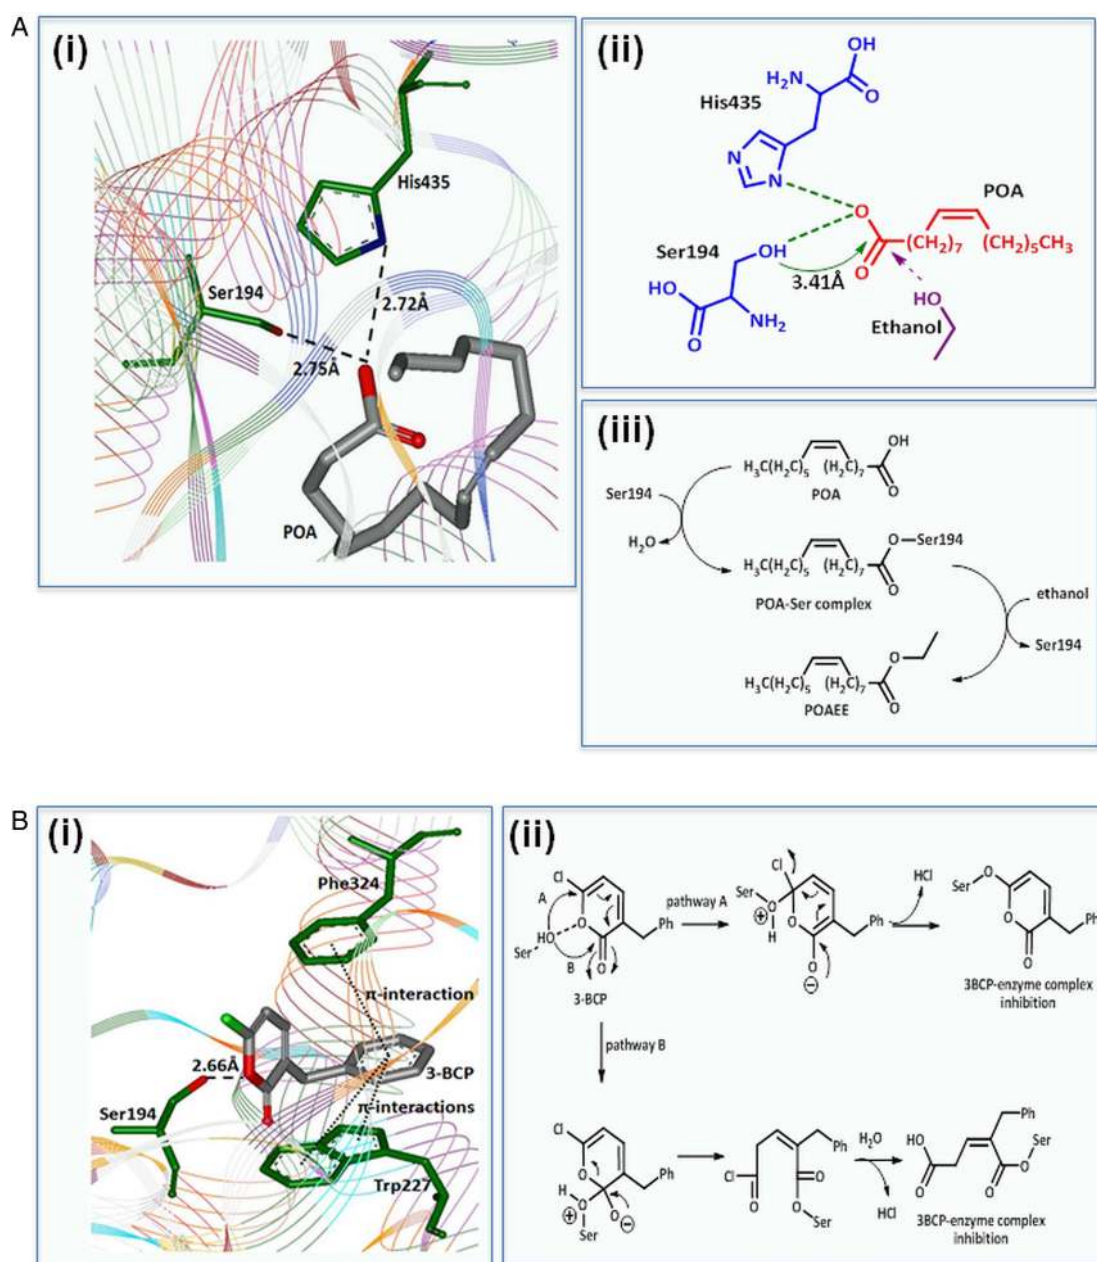 A
(i)
His435
Ser194
2.72Å
2.75Å
POA
(ii)
OH
H₂N
O
His435
N
N
POA
O
(CH₂)₇ (CH₂)₅CH₃
O
Ser194
OH
3.41Å
HO
O
NH₂
HO
Ethanol
(iii)
OH
H₃C(H₂C)₅ (H₂C)₇
O
POA
Ser194
H₂O
O–Ser194
H₃C(H₂C)₅ (H₂C)₇
O
POA-Ser complex
ethanol
Ser194
O
H₃C(H₂C)₅ (H₂C)₇
O
POAEE
B
(i)
Phe324
π-interaction
2.66Å
3-BCP
Ser194
π-interactions
Trp227
(ii)
Cl
A
HO
O
Ser
B
O
Ph
3-BCP
pathway A
Cl
Ser
O
⊕
H
O
Ph
O
⊖
HCl
O
Ser
O
Ph
O
3BCP-enzyme complex
inhibition
pathway B
Cl
O
Ph
H
O
⊕
Ser
O
⊖
Ph
Cl
O
O
O
Ser
H₂O
HCl
Ph
HO
O
Ser
O
O
3BCP-enzyme complex
inhibition